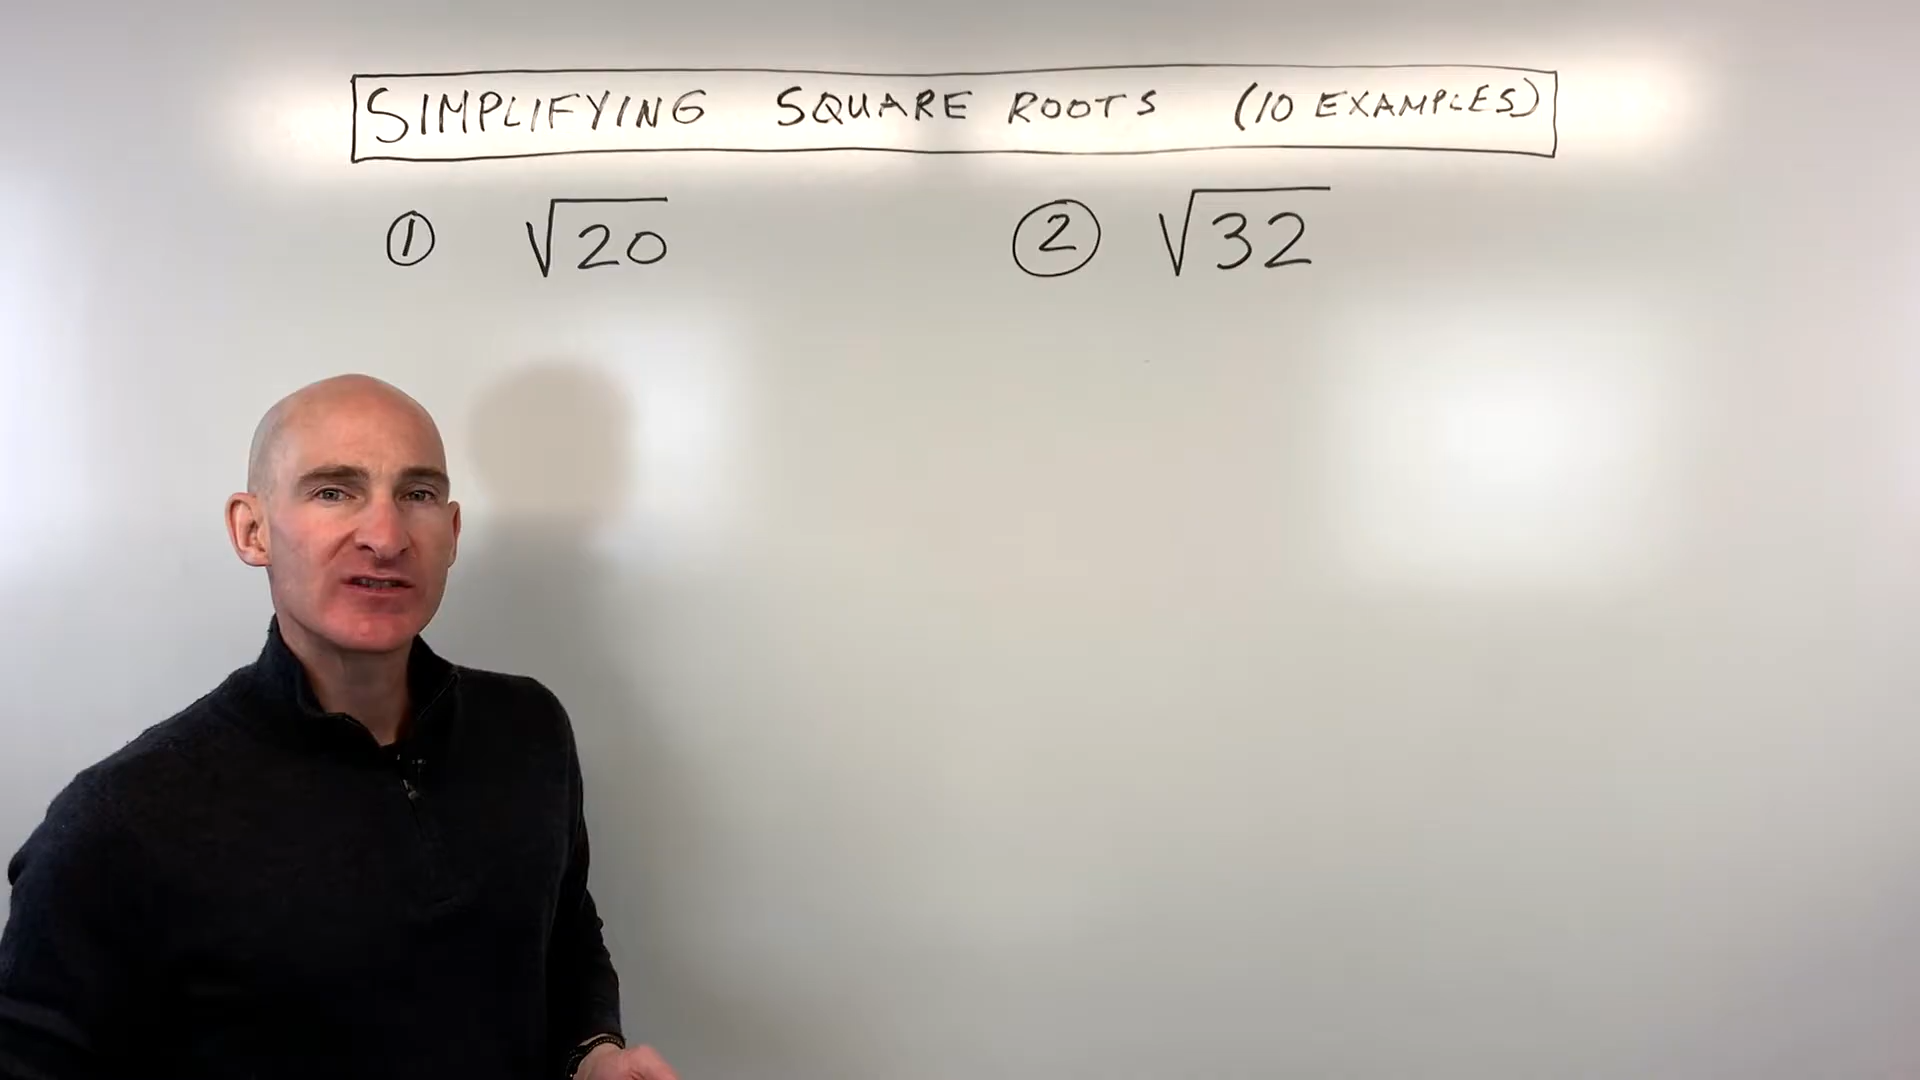 SIMPLIFYING SQUARE ROOTS (10 EXAMPLES)
① √20 ② √32